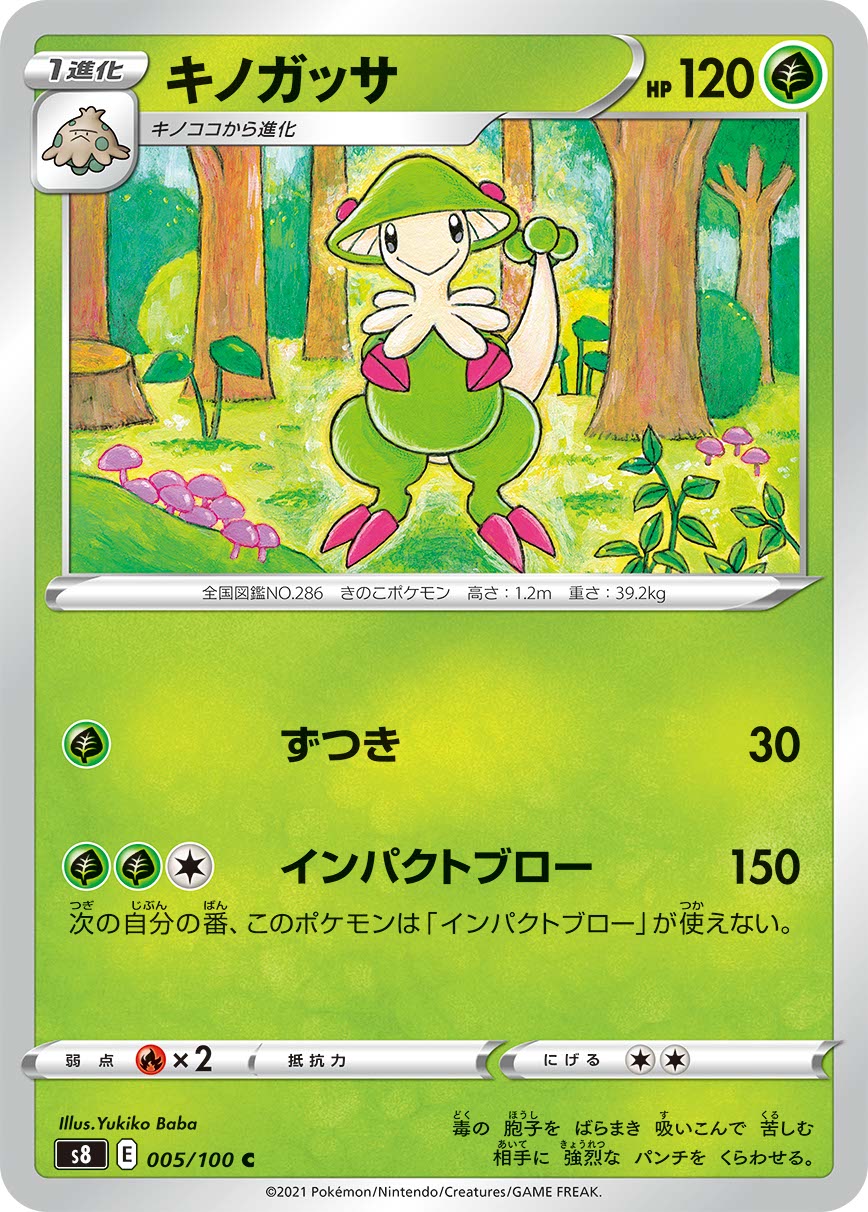 1進化 キノガッサ HP 120
キノココから進化
全国図鑑NO.286 きのこポケモン 高さ:1.2m 重さ:39.2kg
ずつき 30
インパクトブロー 150
次の自分の番、このポケモンは「インパクトブロー」が使えない。
弱点 ×2 抵抗力 にげる
Illus.Yukiko Baba
毒の 胞子を ばらまき 吸いこんで 苦しむ
相手に 強烈な パンチを くらわせる。
s8 E 005/100 C
©2021 Pokémon/Nintendo/Creatures/GAME FREAK.